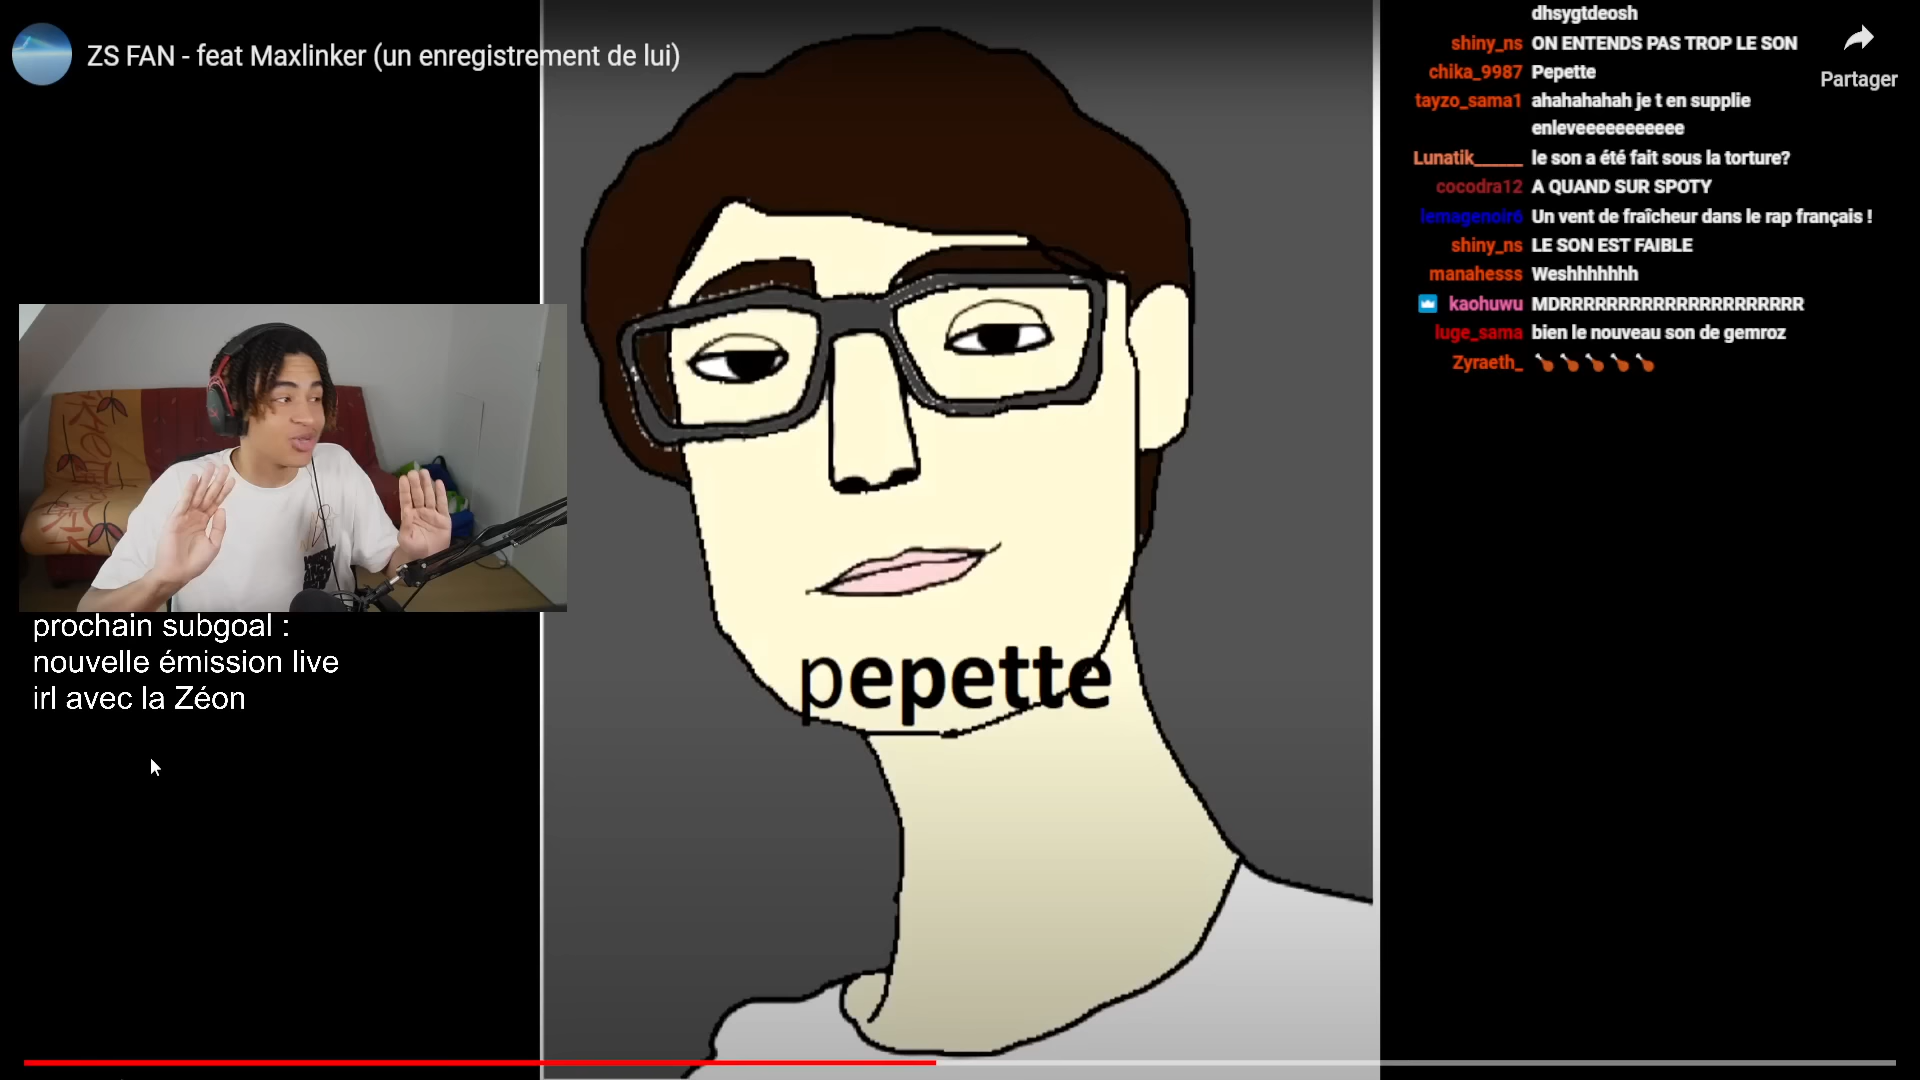 ZS FAN - feat Maxlinker (un enregistrement de lui)
dhsygtdeosh
shiny_ns ON ENTENDS PAS TROP LE SON
chika_9987 Pepette
tayzo_sama1 ahahahahah je t en supplie
enleveeeeeeeeeee
Lunatik______ le son a été fait sous la torture?
cocodra12 A QUAND SUR SPOTY
lemagenoir6 Un vent de fraîcheur dans le rap français !
shiny_ns LE SON EST FAIBLE
manahesss Weshhhhhhh
kaohuwu MDRRRRRRRRRRRRRRRRRRRRR
luge_sama bien le nouveau son de gemroz
Zyraeth_
Partager
prochain subgoal :
nouvelle émission live
irl avec la Zéon
pepette